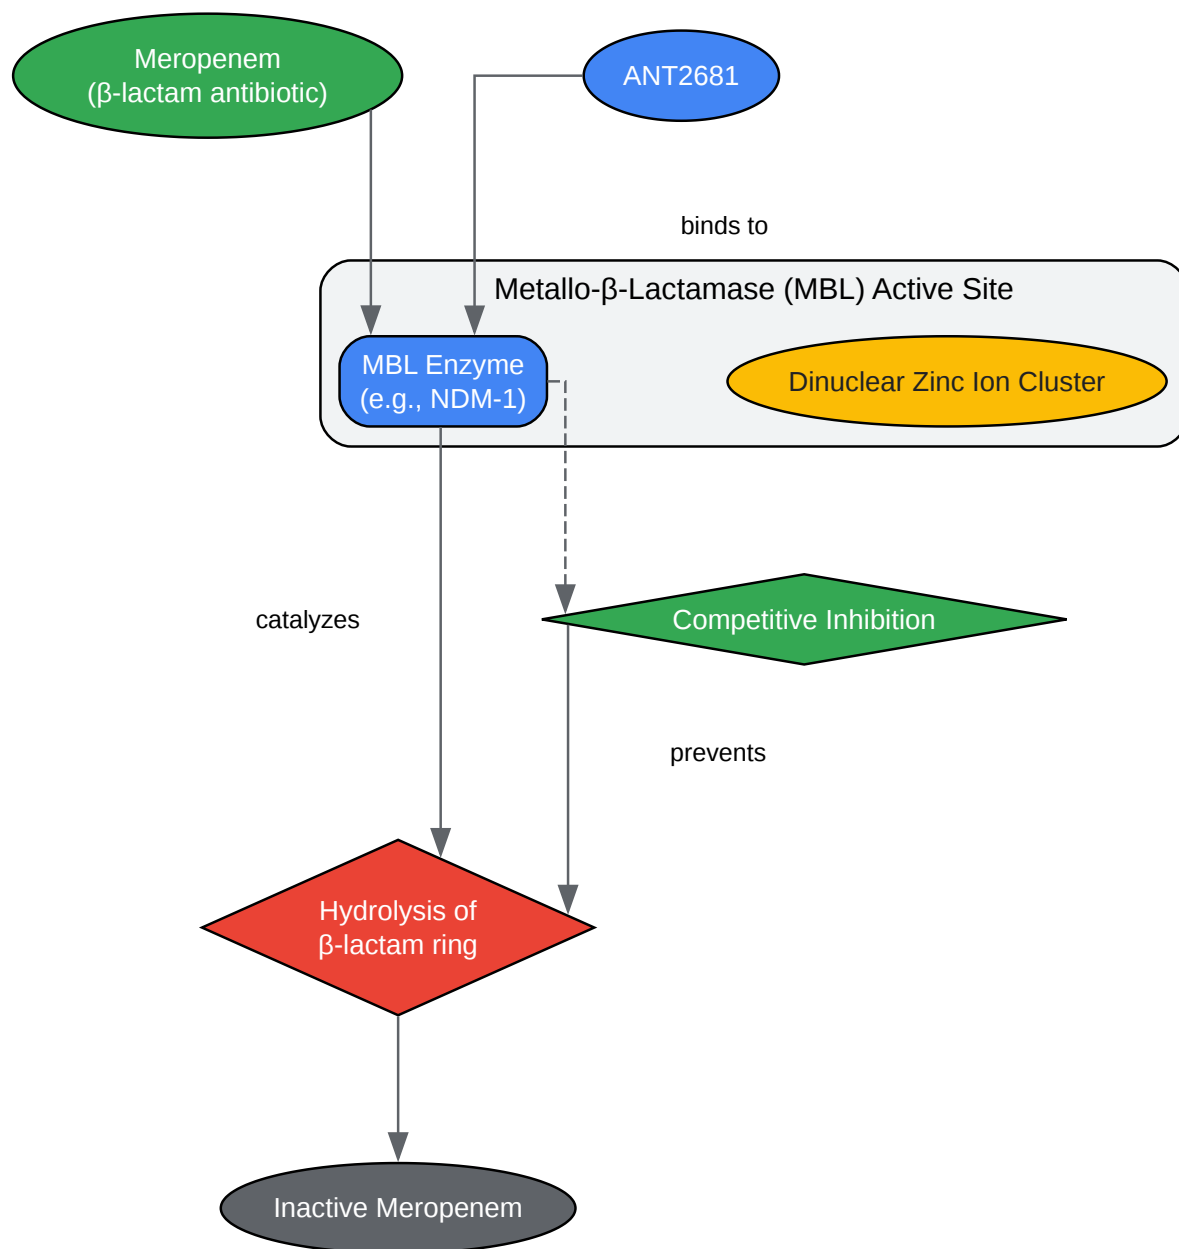 Meropenem
(β-lactam antibiotic)
ANT2681
binds to
Metallo-β-Lactamase (MBL) Active Site
MBL Enzyme
(e.g., NDM-1)
Dinuclear Zinc Ion Cluster
catalyzes
Competitive Inhibition
prevents
Hydrolysis of
β-lactam ring
Inactive Meropenem